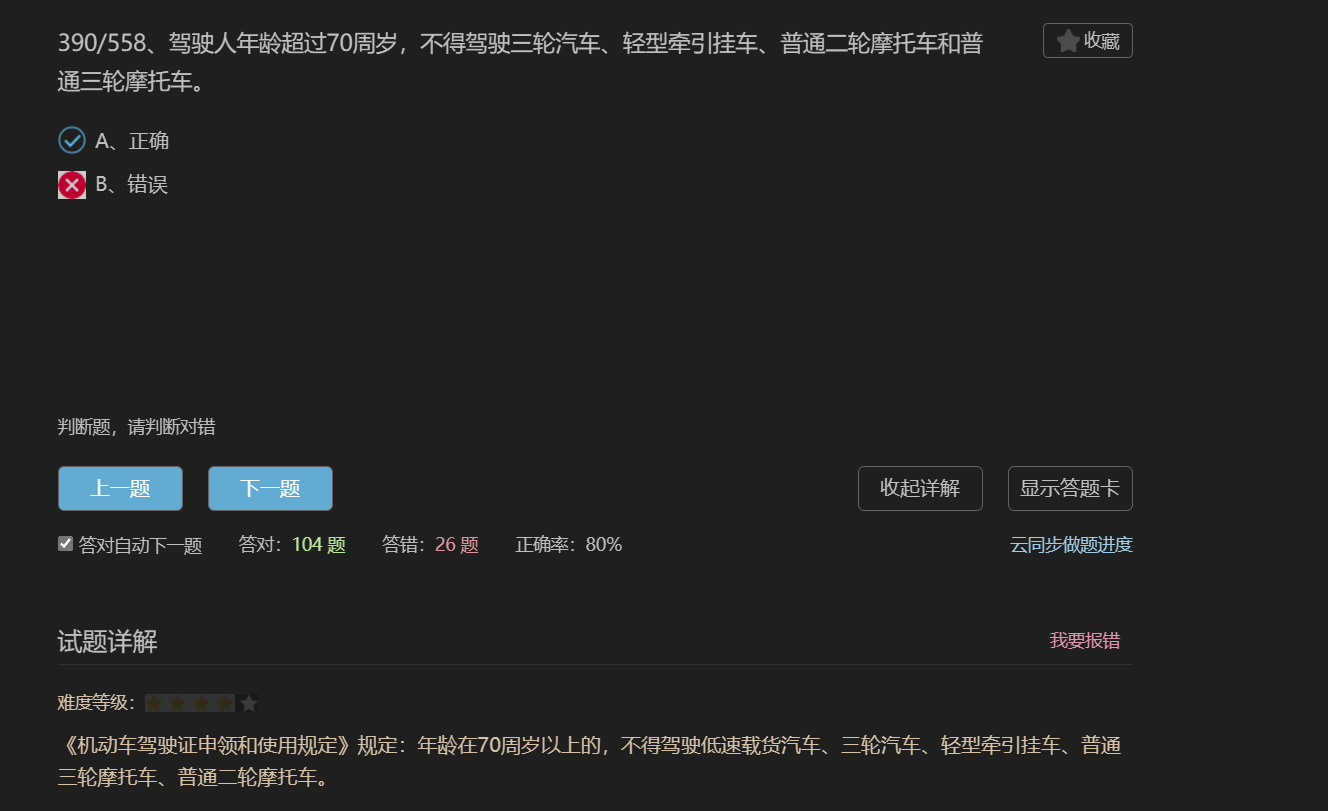 390/558、驾驶人年龄超过70周岁，不得驾驶三轮汽车、轻型牵引挂车、普通二轮摩托车和普
通三轮摩托车。
收藏
A、正确
B、错误
判断题，请判断对错
上一题
下一题
收起详解
显示答题卡
答对自动下一题 答对：104 题 答错：26 题 正确率：80%
云同步做题进度
试题详解
我要报错
难度等级：
《机动车驾驶证申领和使用规定》规定：年龄在70周岁以上的，不得驾驶低速载货汽车、三轮汽车、轻型牵引挂车、普通
三轮摩托车、普通二轮摩托车。